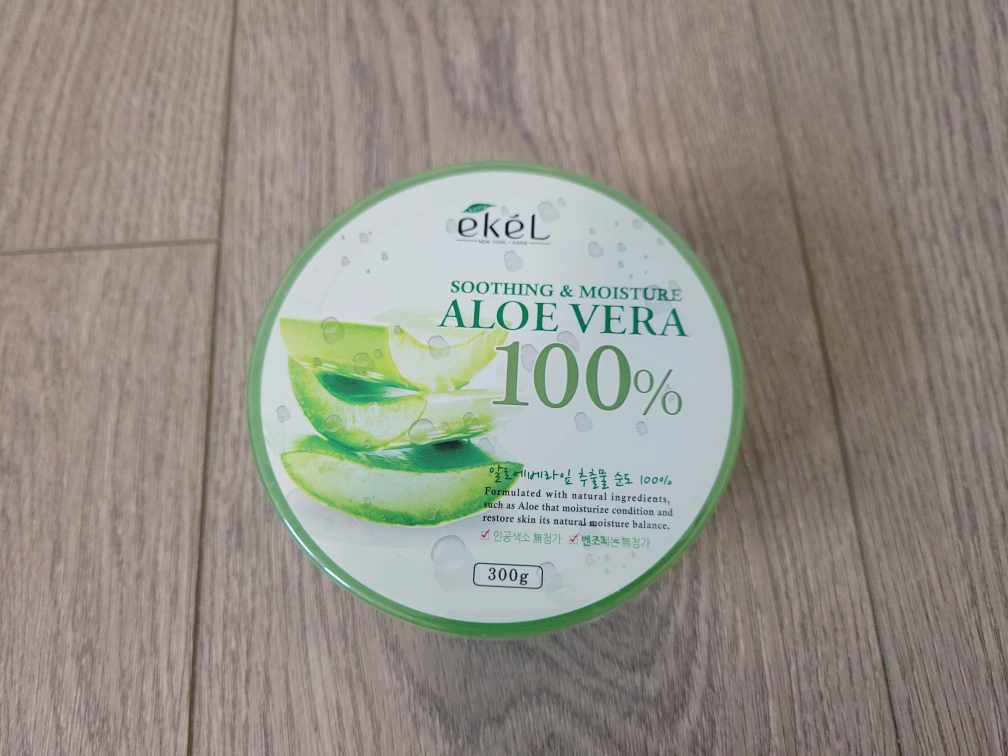 ekéL
NEW YORK · PARIS
SOOTHING & MOISTURE
ALOE VERA
100%
알로에베라잎 추출물 순도 100%
Formulated with natural ingredients,
such as Aloe that moisturize condition and
restore skin its natural moisture balance.
인공색소 無첨가 벤조페논 無첨가
300g